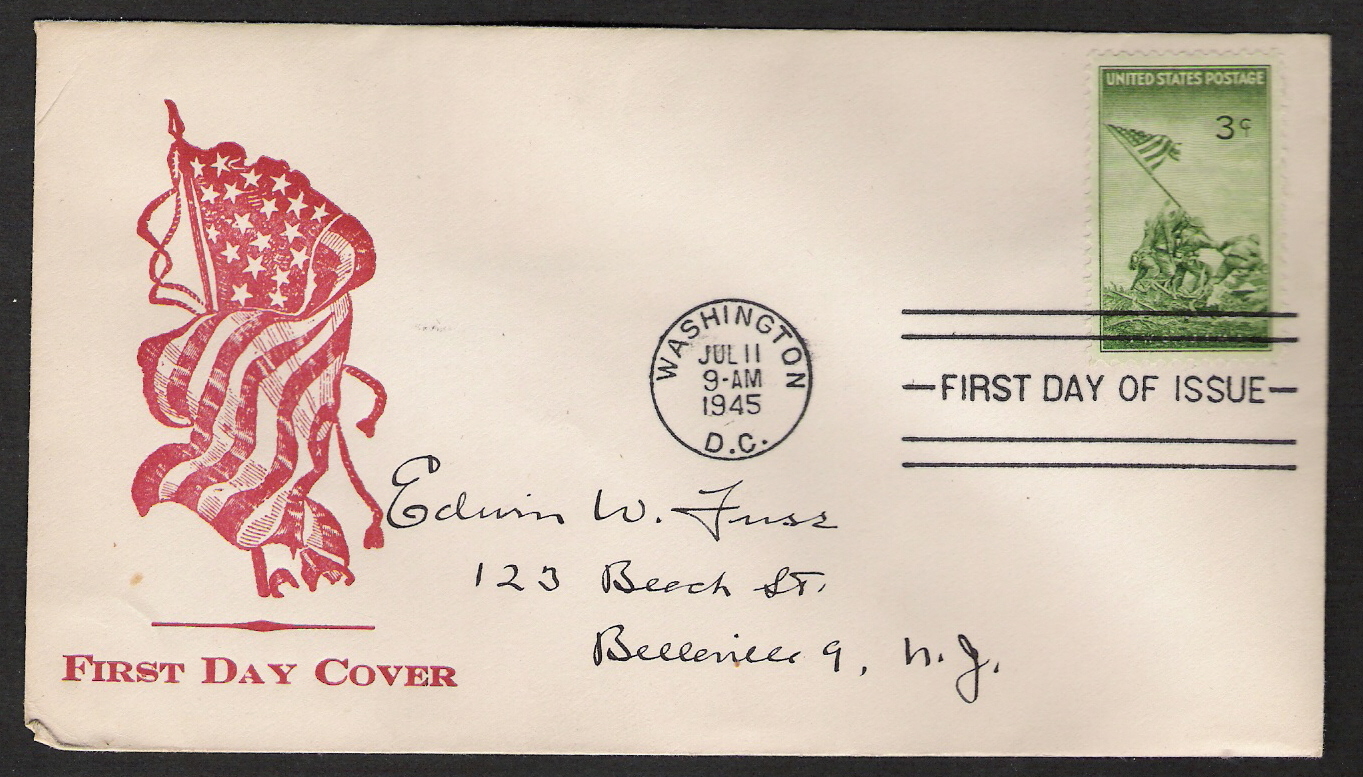 UNITED STATES POSTAGE
3¢
WASHINGTON
JUL 11
9-AM
1945
D.C.
FIRST DAY OF ISSUE
Edwin W. Fuss
123 Beech St.
Belleville 9, N.J.
FIRST DAY COVER